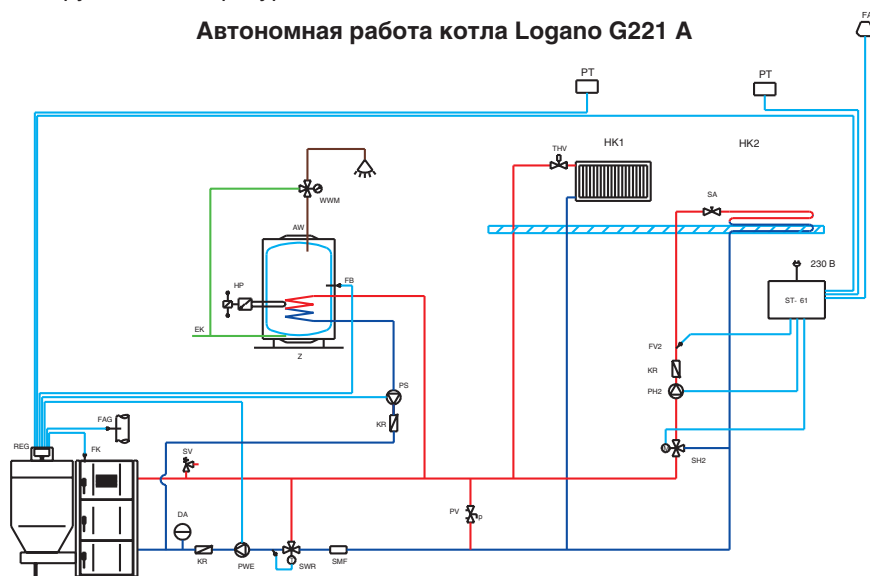 Автономная работа котла Logano G221 A
FA
PT
PT
HK1
HK2
THV
SA
WWM
AW
230 В
HP
FB
ST- 61
EK
FV2
Z
KR
PS
PH2
FAG
KR
REG
FK
SV
M
SH2
DA
PV
p
KR
PWE
SWR
SMF